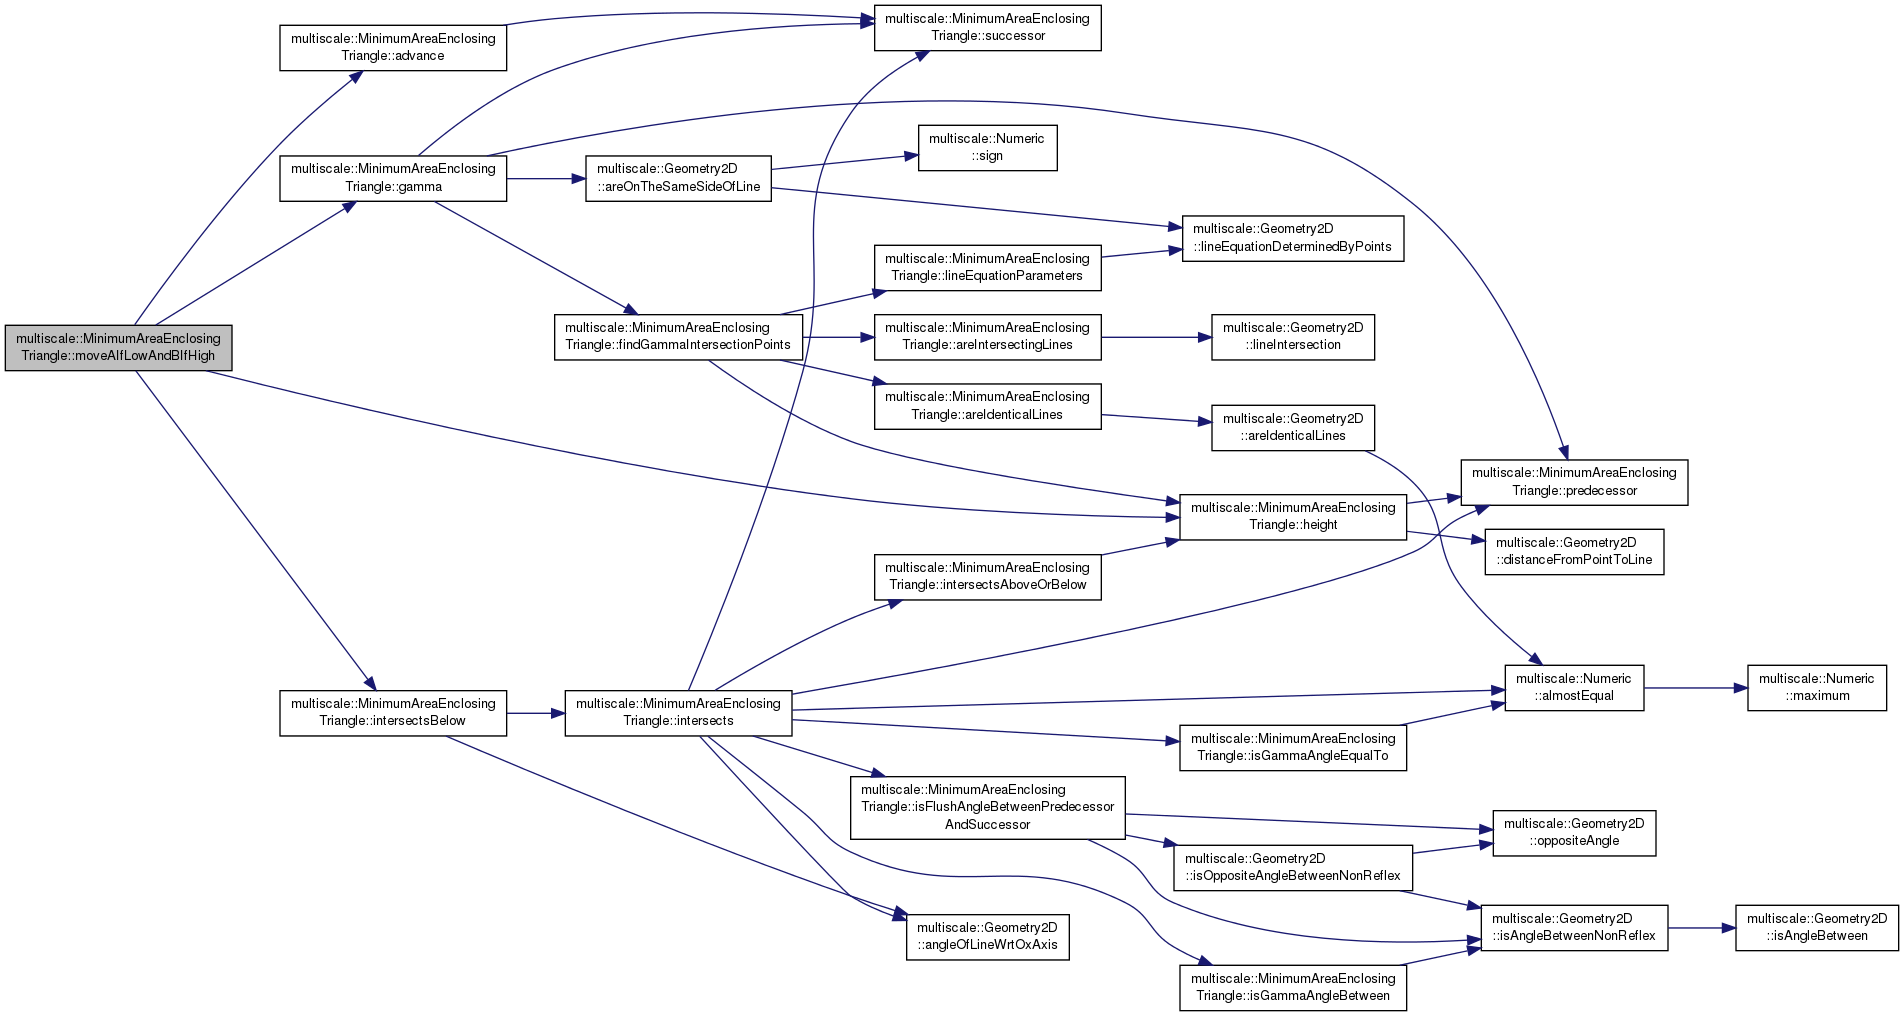 multiscale::MinimumAreaEnclosing
Triangle::moveAIfLowAndBIfHigh
multiscale::MinimumAreaEnclosing
Triangle::advance
multiscale::MinimumAreaEnclosing
Triangle::gamma
multiscale::MinimumAreaEnclosing
Triangle::intersectsBelow
multiscale::Geometry2D
::areOnTheSameSideOfLine
multiscale::MinimumAreaEnclosing
Triangle::findGammaIntersectionPoints
multiscale::MinimumAreaEnclosing
Triangle::intersects
multiscale::MinimumAreaEnclosing
Triangle::successor
multiscale::Numeric
::sign
multiscale::MinimumAreaEnclosing
Triangle::lineEquationParameters
multiscale::MinimumAreaEnclosing
Triangle::areIntersectingLines
multiscale::MinimumAreaEnclosing
Triangle::areIdenticalLines
multiscale::MinimumAreaEnclosing
Triangle::intersectsAboveOrBelow
multiscale::MinimumAreaEnclosing
Triangle::isFlushAngleBetweenPredecessor
AndSuccessor
multiscale::Geometry2D
::angleOfLineWrtOxAxis
multiscale::Geometry2D
::lineEquationDeterminedByPoints
multiscale::Geometry2D
::lineIntersection
multiscale::Geometry2D
::areIdenticalLines
multiscale::MinimumAreaEnclosing
Triangle::height
multiscale::MinimumAreaEnclosing
Triangle::isGammaAngleEqualTo
multiscale::Geometry2D
::isOppositeAngleBetweenNonReflex
multiscale::MinimumAreaEnclosing
Triangle::isGammaAngleBetween
multiscale::MinimumAreaEnclosing
Triangle::predecessor
multiscale::Geometry2D
::distanceFromPointToLine
multiscale::Numeric
::almostEqual
multiscale::Geometry2D
::oppositeAngle
multiscale::Geometry2D
::isAngleBetweenNonReflex
multiscale::Numeric
::maximum
multiscale::Geometry2D
::isAngleBetween